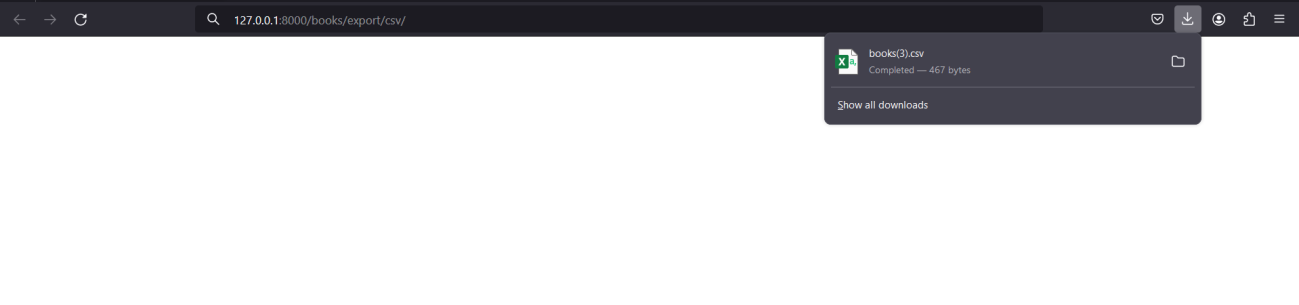 127.0.0.1:8000/books/export/csv/
books(3).csv
Completed — 467 bytes
Show all downloads